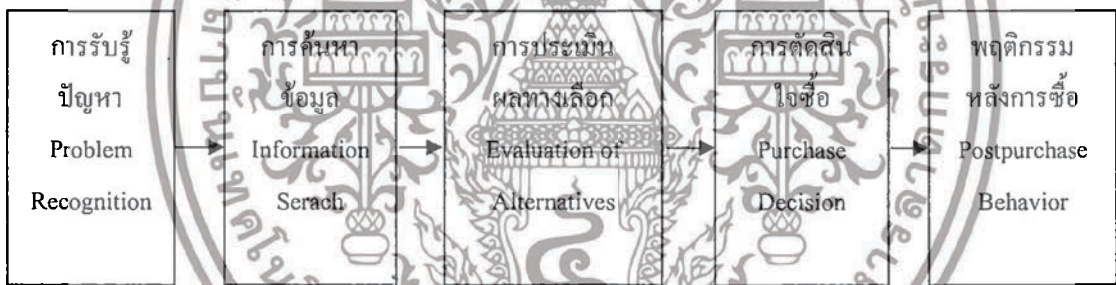 การรับรู้
ปัญหา
Problem
Recognition
การค้นหา
ข้อมูล
Information
Serach
การประเมิน
ผลทางเลือก
Evaluation of
Alternatives
การตัดสิน
ใจซื้อ
Purchase
Decision
พฤติกรรม
หลังการซื้อ
Postpurchase
Behavior